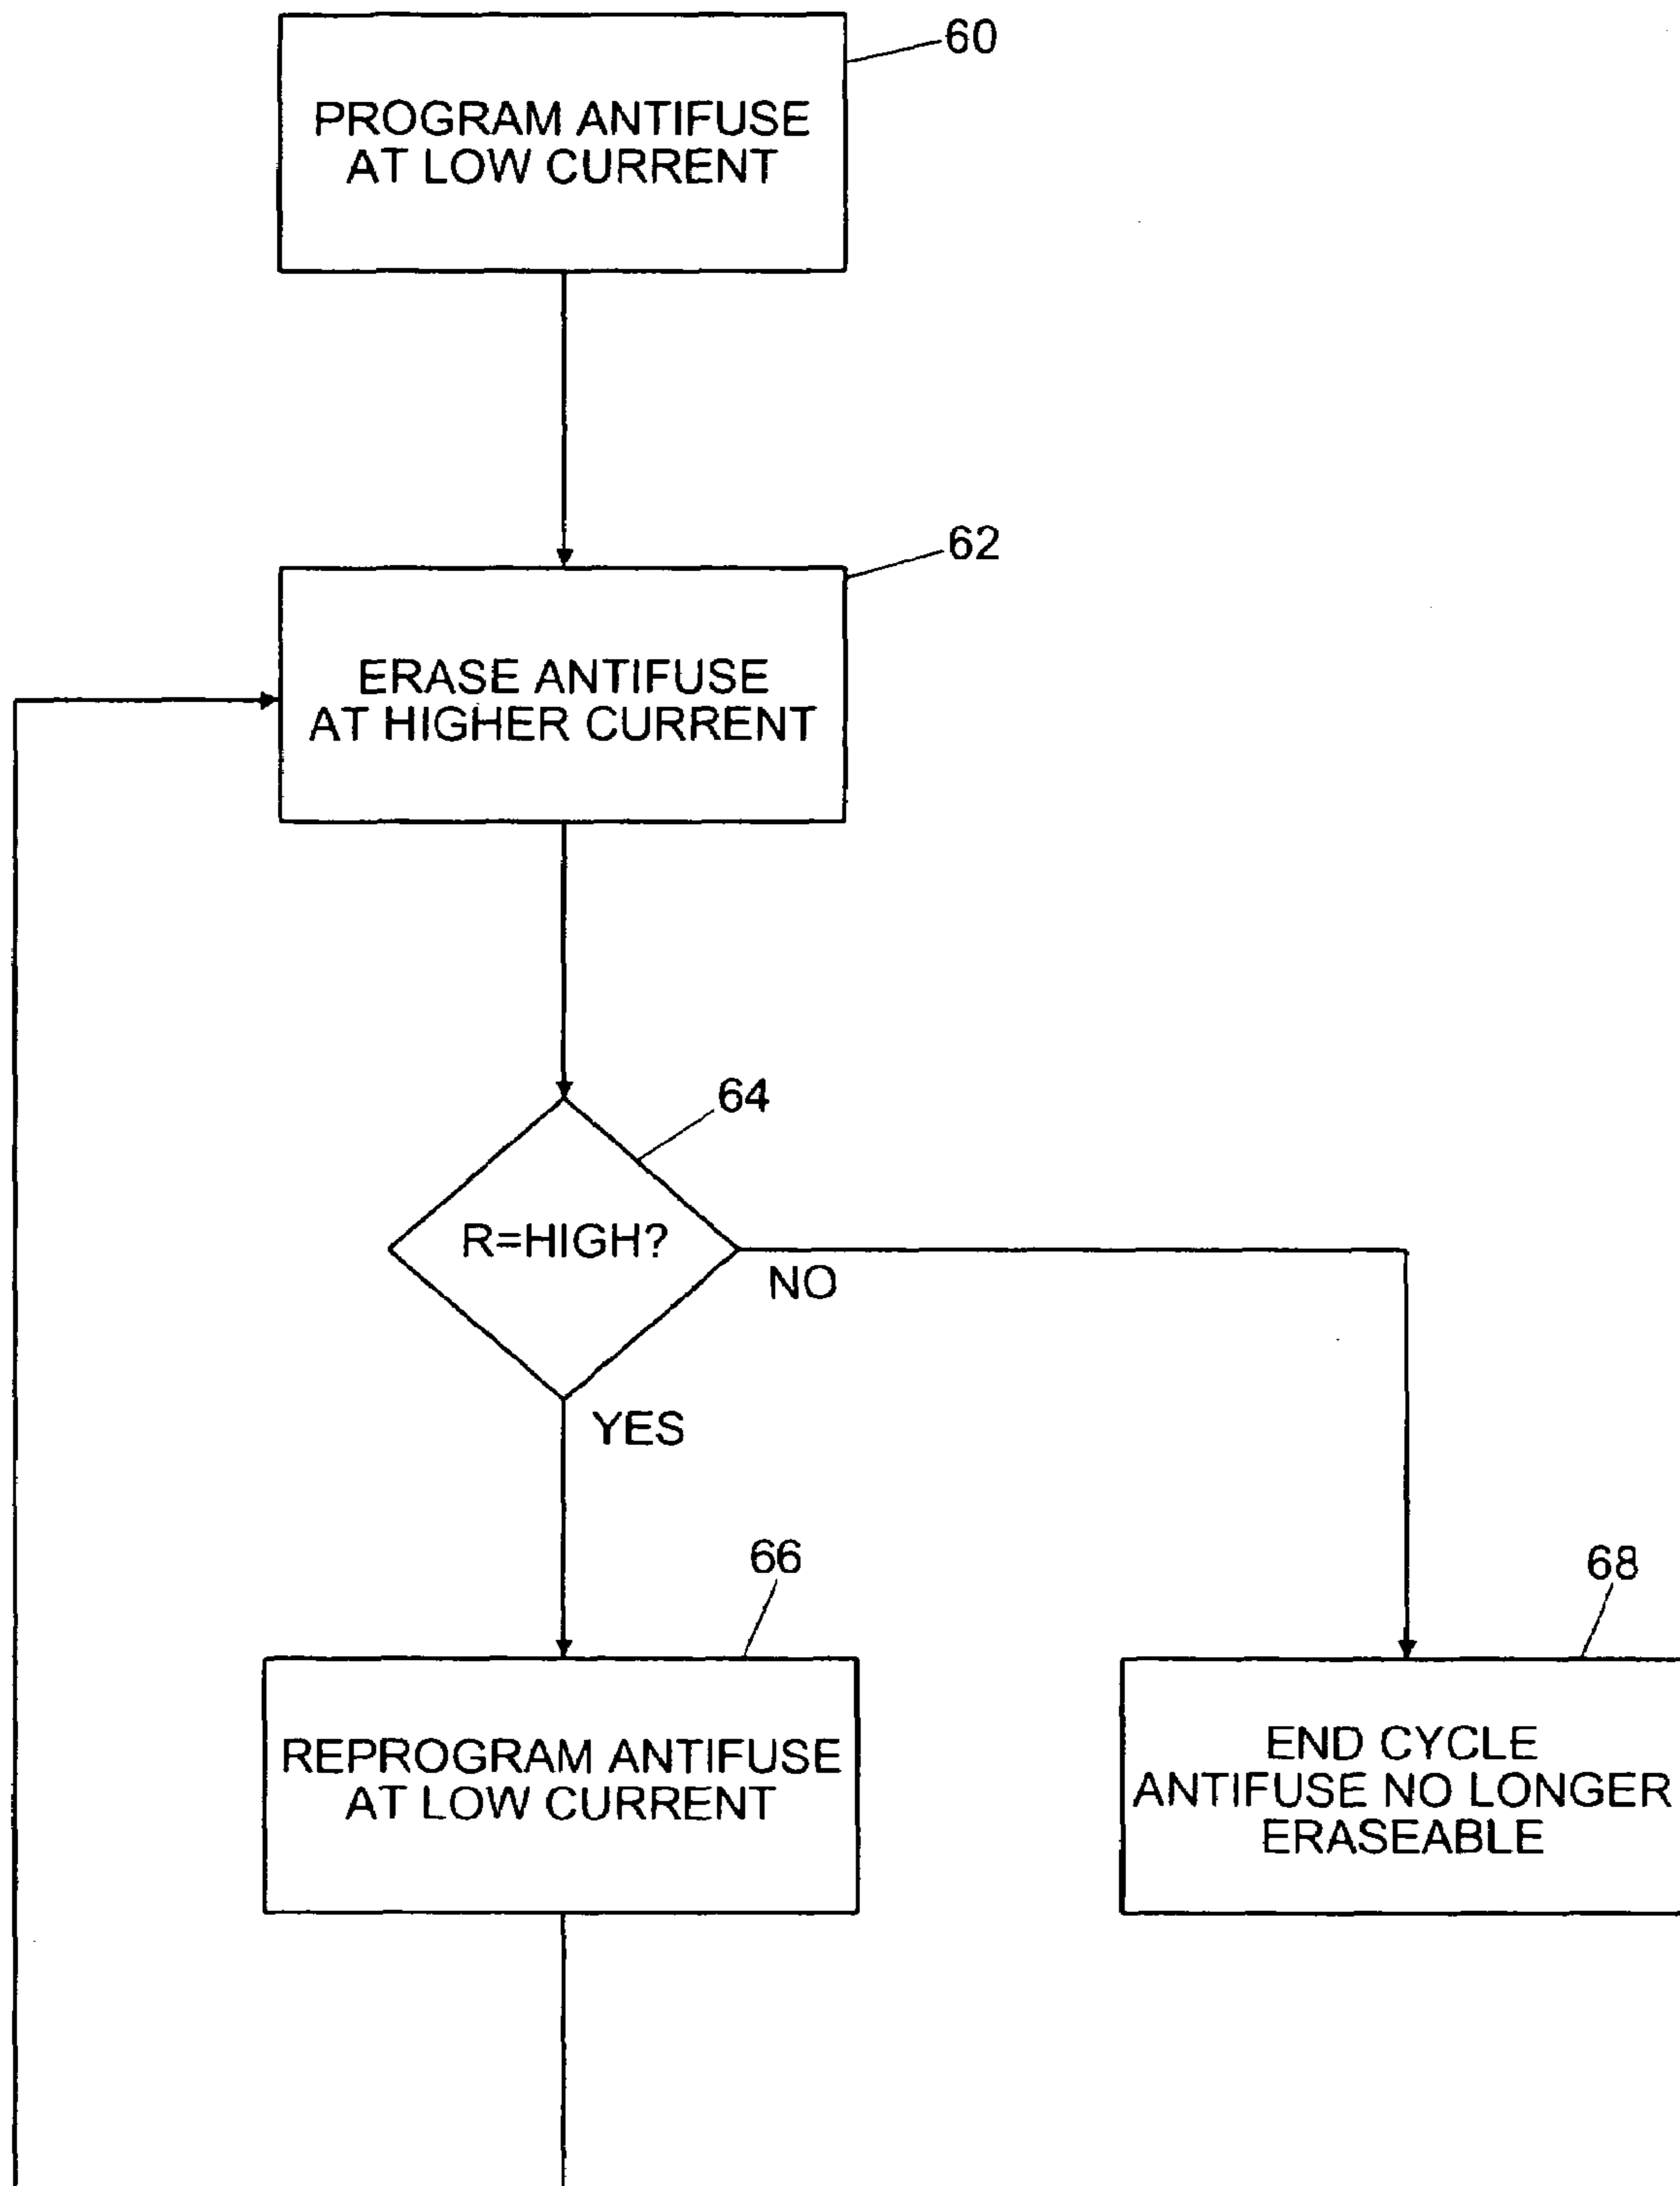 60
PROGRAM ANTIFUSE
AT LOW CURRENT
62
ERASE ANTIFUSE
AT HIGHER CURRENT
64
R=HIGH?
NO
YES
66
REPROGRAM ANTIFUSE
AT LOW CURRENT
68
END CYCLE
ANTIFUSE NO LONGER
ERASEABLE